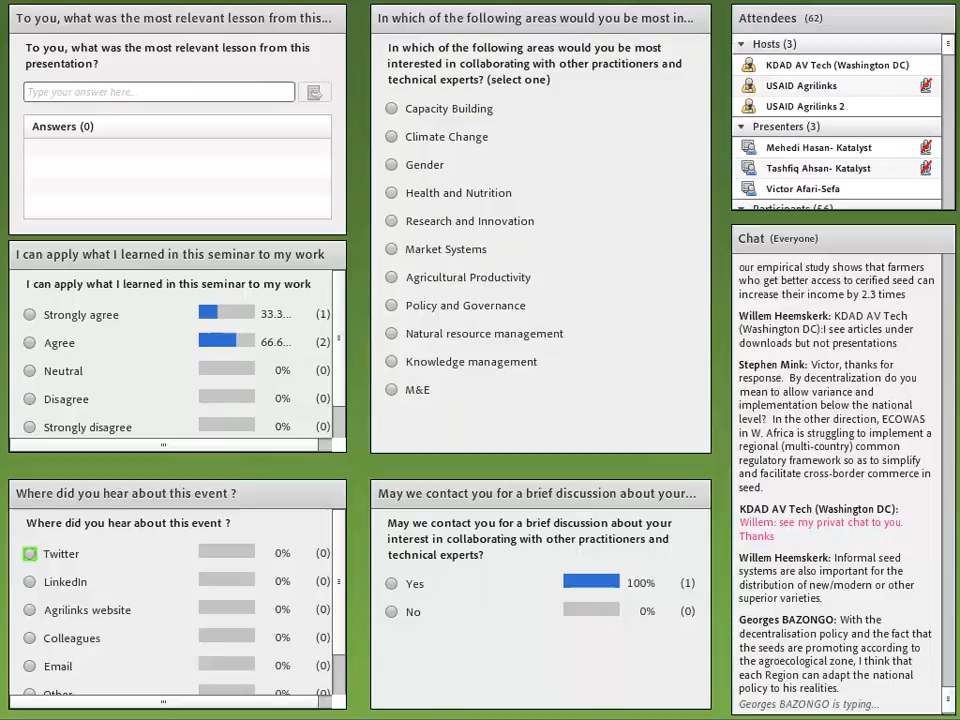 To you, what was the most relevant lesson from this...
To you, what was the most relevant lesson from this
presentation?
Type your answer here...
Answers (0)
I can apply what I learned in this seminar to my work
I can apply what I learned in this seminar to my work
Strongly agree 33.3... (1)
Agree 66.6... (2)
Neutral 0% (0)
Disagree 0% (0)
Strongly disagree 0% (0)
Where did you hear about this event ?
Where did you hear about this event ?
Twitter 0% (0)
LinkedIn 0% (0)
Agrilinks website 0% (0)
Colleagues 0% (0)
Email 0% (0)
Other 0% (0)
In which of the following areas would you be most in...
In which of the following areas would you be most
interested in collaborating with other practitioners and
technical experts? (select one)
Capacity Building
Climate Change
Gender
Health and Nutrition
Research and Innovation
Market Systems
Agricultural Productivity
Policy and Governance
Natural resource management
Knowledge management
M&E
May we contact you for a brief discussion about your...
May we contact you for a brief discussion about your
interest in collaborating with other practitioners and
technical experts?
Yes 100% (1)
No 0% (0)
Attendees (62)
Hosts (3)
KDAD AV Tech (Washington DC)
USAID Agrilinks
USAID Agrilinks 2
Presenters (3)
Mehedi Hasan- Katalyst
Tashfiq Ahsan- Katalyst
Victor Afari-Sefa
Participants (56)
Chat (Everyone)
our empirical study shows that farmers
who get better access to cerified seed can
increase their income by 2.3 times
Willem Heemskerk: KDAD AV Tech
(Washington DC):I see articles under
downloads but not presentations
Stephen Mink: Victor, thanks for
response. By decentralization do you
mean to allow variance and
implementation below the national
level? In the other direction, ECOWAS
in W. Africa is struggling to implement a
regional (multi-country) common
regulatory framework so as to simplify
and facilitate cross-border commerce in
seed.
KDAD AV Tech (Washington DC):
Willem: see my privat chat to you.
Thanks
Willem Heemskerk: Informal seed
systems are also important for the
distribution of new/modern or other
superior varieties.
Georges BAZONGO: With the
decentralisation policy and the fact that
the seeds are promoting according to
the agroecological zone, I think that
each Region can adapt the national
policy to his realities.
Georges BAZONGO is typing...